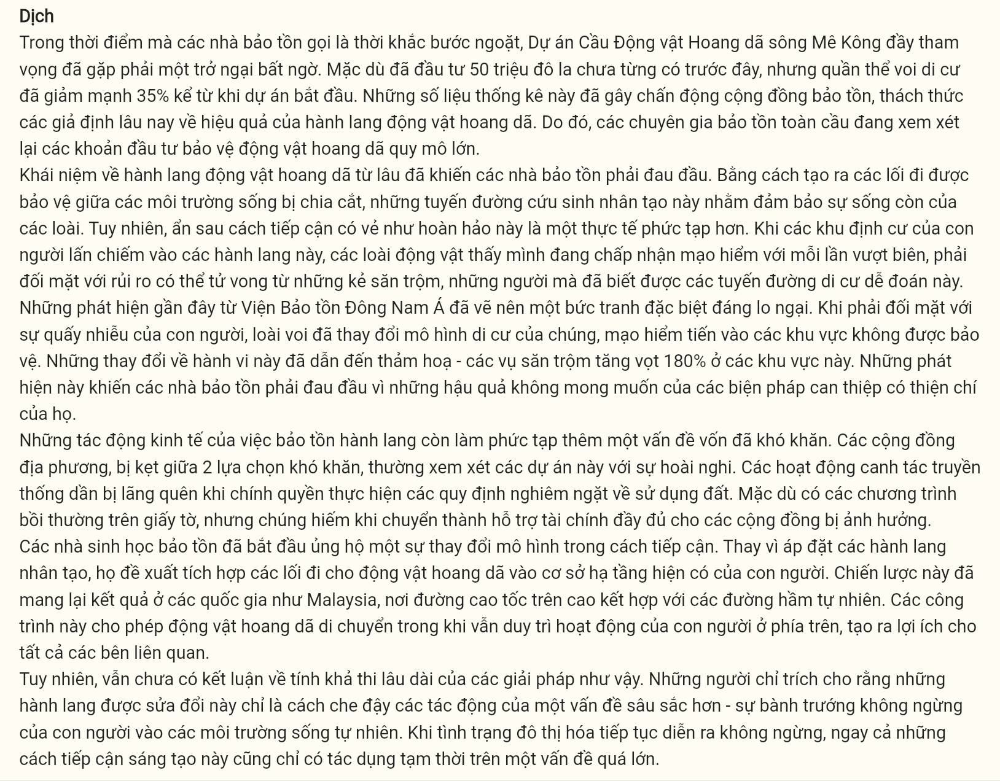 Dịch
Trong thời điểm mà các nhà bảo tồn gọi là thời khắc bước ngoặt, Dự án Cầu Động vật Hoang dã sông Mê Kông đầy tham
vọng đã gặp phải một trở ngại bất ngờ. Mặc dù đã đầu tư 50 triệu đô la chưa từng có trước đây, nhưng quần thể voi di cư
đã giảm mạnh 35% kể từ khi dự án bắt đầu. Những số liệu thống kê này đã gây chấn động cộng đồng bảo tồn, thách thức
các giả định lâu nay về hiệu quả của hành lang động vật hoang dã. Do đó, các chuyên gia bảo tồn toàn cầu đang xem xét
lại các khoản đầu tư bảo vệ động vật hoang dã quy mô lớn.
Khái niệm về hành lang động vật hoang dã từ lâu đã khiến các nhà bảo tồn phải đau đầu. Bằng cách tạo ra các lối đi được
bảo vệ giữa các môi trường sống bị chia cắt, những tuyến đường cứu sinh nhân tạo này nhằm đảm bảo sự sống còn của
các loài. Tuy nhiên, ẩn sau cách tiếp cận có vẻ như hoàn hảo này là một thực tế phức tạp hơn. Khi các khu định cư của con
người lấn chiếm vào các hành lang này, các loài động vật thấy mình đang chấp nhận mạo hiểm với mỗi lần vượt biên, phải
đối mặt với rủi ro có thể tử vong từ những kẻ săn trộm, những người mà đã biết được các tuyến đường di cư dễ đoán này.
Những phát hiện gần đây từ Viện Bảo tồn Đông Nam Á đã vẽ nên một bức tranh đặc biệt đáng lo ngại. Khi phải đối mặt với
sự quấy nhiễu của con người, loài voi đã thay đổi mô hình di cư của chúng, mạo hiểm tiến vào các khu vực không được bảo
vệ. Những thay đổi về hành vi này đã dẫn đến thảm hoạ - các vụ săn trộm tăng vọt 180% ở các khu vực này. Những phát
hiện này khiến các nhà bảo tồn phải đau đầu vì những hậu quả không mong muốn của các biện pháp can thiệp có thiện chí
của họ.
Những tác động kinh tế của việc bảo tồn hành lang còn làm phức tạp thêm một vấn đề vốn đã khó khăn. Các cộng đồng
địa phương, bị kẹt giữa 2 lựa chọn khó khăn, thường xem xét các dự án này với sự hoài nghi. Các hoạt động canh tác truyền
thống dần bị lãng quên khi chính quyền thực hiện các quy định nghiêm ngặt về sử dụng đất. Mặc dù có các chương trình
bồi thường trên giấy tờ, nhưng chúng hiếm khi chuyển thành hỗ trợ tài chính đầy đủ cho các cộng đồng bị ảnh hưởng.
Các nhà sinh học bảo tồn đã bắt đầu ủng hộ một sự thay đổi mô hình trong cách tiếp cận. Thay vì áp đặt các hành lang
nhân tạo, họ đề xuất tích hợp các lối đi cho động vật hoang dã vào cơ sở hạ tầng hiện có của con người. Chiến lược này đã
mang lại kết quả ở các quốc gia như Malaysia, nơi đường cao tốc trên cao kết hợp với các đường hầm tự nhiên. Các công
trình này cho phép động vật hoang dã di chuyển trong khi vẫn duy trì hoạt động của con người ở phía trên, tạo ra lợi ích cho
tất cả các bên liên quan.
Tuy nhiên, vẫn chưa có kết luận về tính khả thi lâu dài của các giải pháp như vậy. Những người chỉ trích cho rằng những
hành lang được sửa đổi này chỉ là cách che đậy các tác động của một vấn đề sâu sắc hơn - sự bành trướng không ngừng
của con người vào các môi trường sống tự nhiên. Khi tình trạng đô thị hóa tiếp tục diễn ra không ngừng, ngay cả những
cách tiếp cận sáng tạo này cũng chỉ có tác dụng tạm thời trên một vấn đề quá lớn.